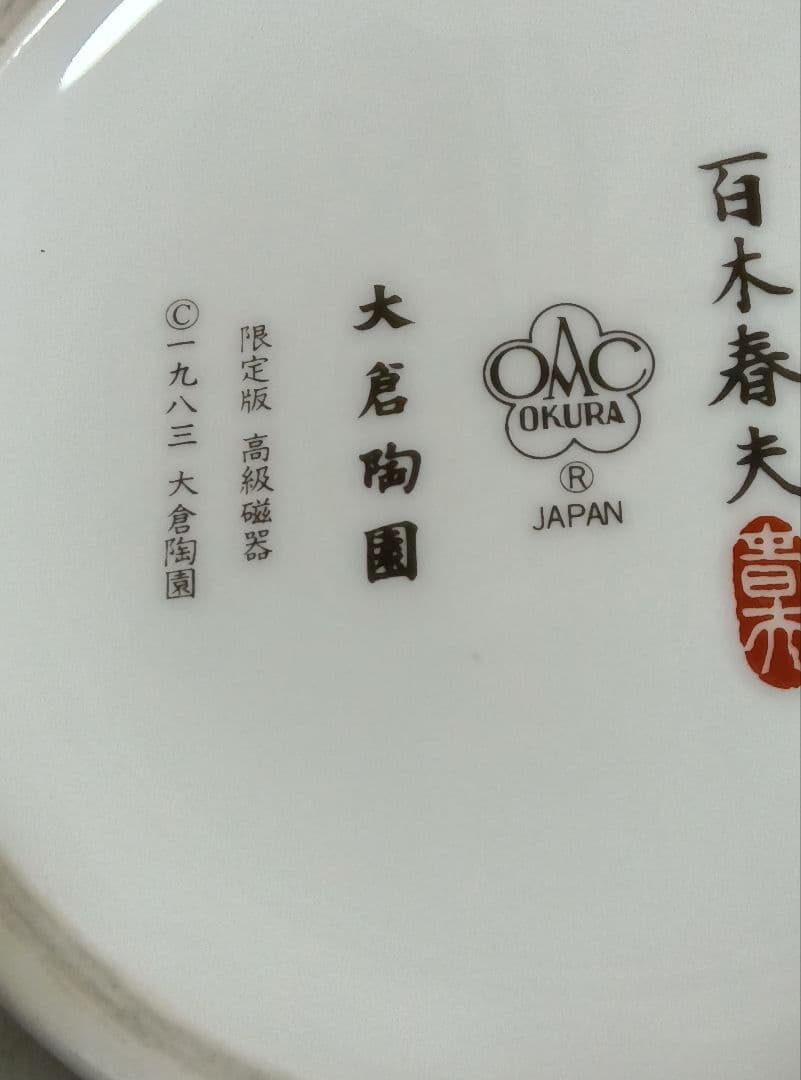 百木春夫
OAC
OKURA
®
JAPAN
大倉陶園
限定版 高級磁器
©一九八三 大倉陶園